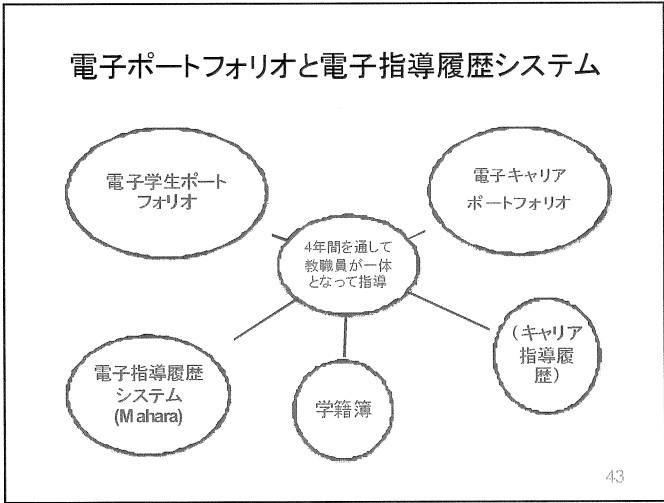 電子ポートフォリオと電子指導履歴システム
電子学生ポート
フォリオ
電子キャリア
ポートフォリオ
4年間を通して
教職員が一体
となって指導
電子指導履歴
システム
(Mahara)
学籍簿
(キャリア
指導履
歴)
43